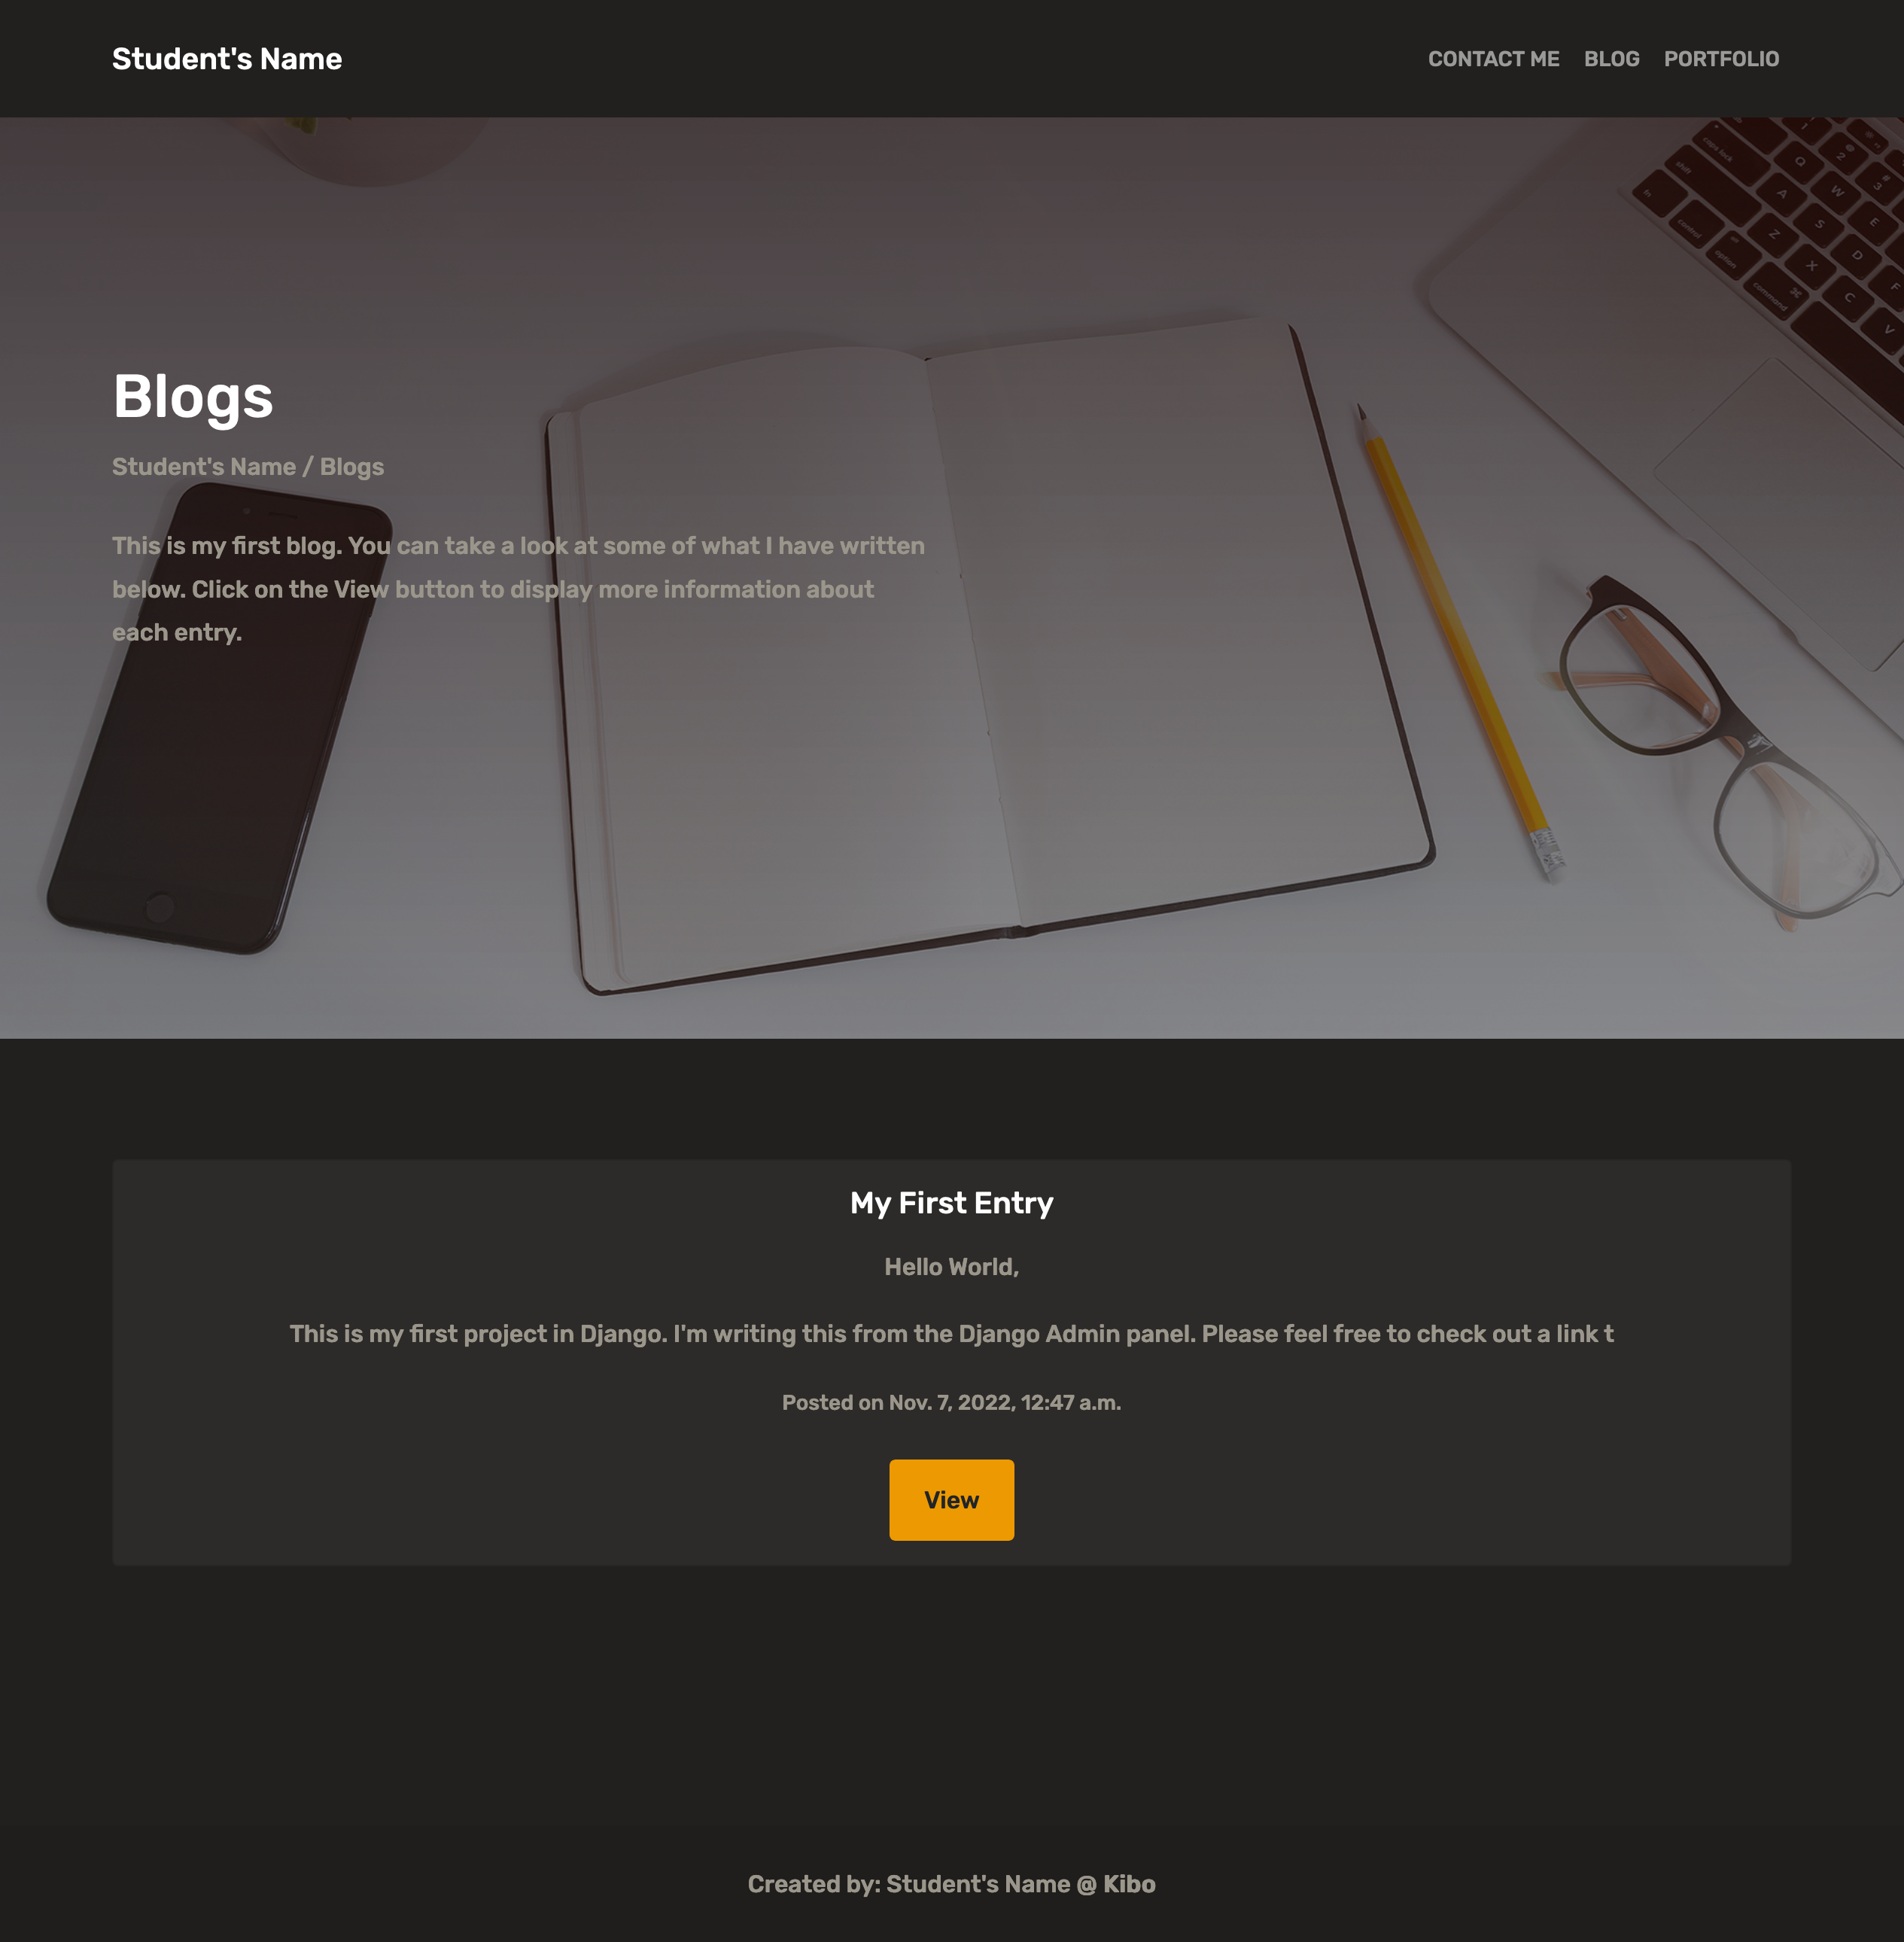 Student's Name
CONTACT ME BLOG PORTFOLIO
Blogs
Student's Name / Blogs
This is my first blog. You can take a look at some of what I have written
below. Click on the View button to display more information about
each entry.
My First Entry
Hello World,
This is my first project in Django. I'm writing this from the Django Admin panel. Please feel free to check out a link t
Posted on Nov. 7, 2022, 12:47 a.m.
View
Created by: Student's Name @ Kibo